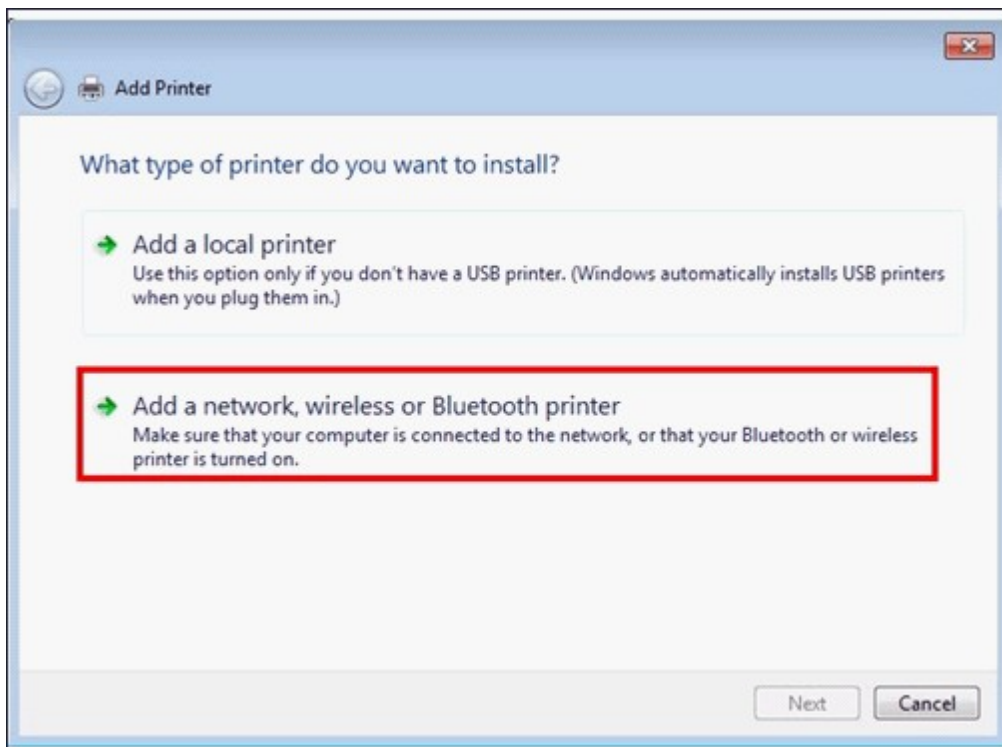 Add Printer
What type of printer do you want to install?
Add a local printer
Use this option only if you don't have a USB printer. (Windows automatically installs USB printers
when you plug them in.)
Add a network, wireless or Bluetooth printer
Make sure that your computer is connected to the network, or that your Bluetooth or wireless
printer is turned on.
Next
Cancel